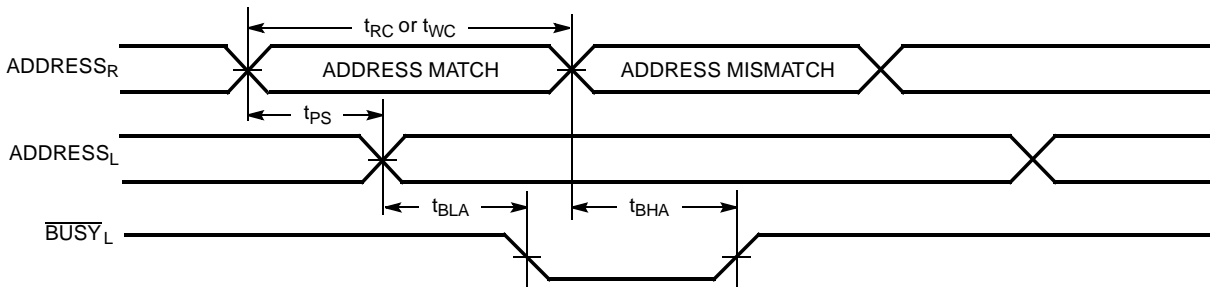 tRC or tWC
ADDRESSR
ADDRESS MATCH
ADDRESS MISMATCH
tPS
ADDRESSL
tBLA
tBHA
BUSYL